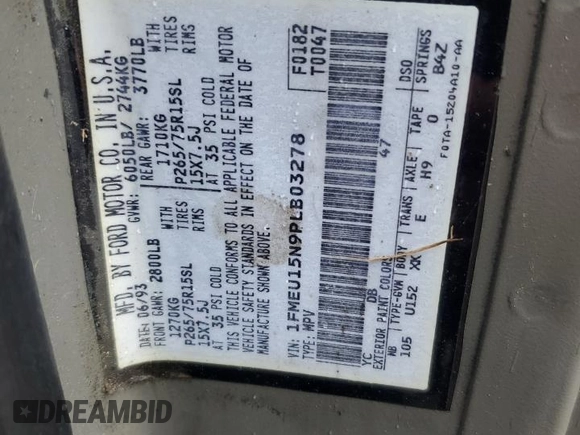 MFD BY FORD MOTOR CO. IN U.S.A.
DATE: 06/93 GVWR: 6050LB/ 2744KG
FRONT GAWR: 2800LB REAR GAWR: 3770LB
1270KG WITH 1710KG WITH
P265/75R15SL TIRES P265/75R15SL TIRES
15X7.5J RIMS 15X7.5J RIMS
AT 35 PSI COLD AT 35 PSI COLD
THIS VEHICLE CONFORMS TO ALL APPLICABLE FEDERAL MOTOR
VEHICLE SAFETY STANDARDS IN EFFECT ON THE DATE OF
MANUFACTURE SHOWN ABOVE.
VIN: 1FMEU15N9PLB03278 F0182
TYPE: MPV T0047
YC DB 47
EXTERIOR PAINT COLORS DSO
WB TYPE-GVW BODY TRANS AXLE TAPE SPRINGS
105 U152 XK E H9 0 B4Z
F0TA-15204A10-AA
DREAMBID